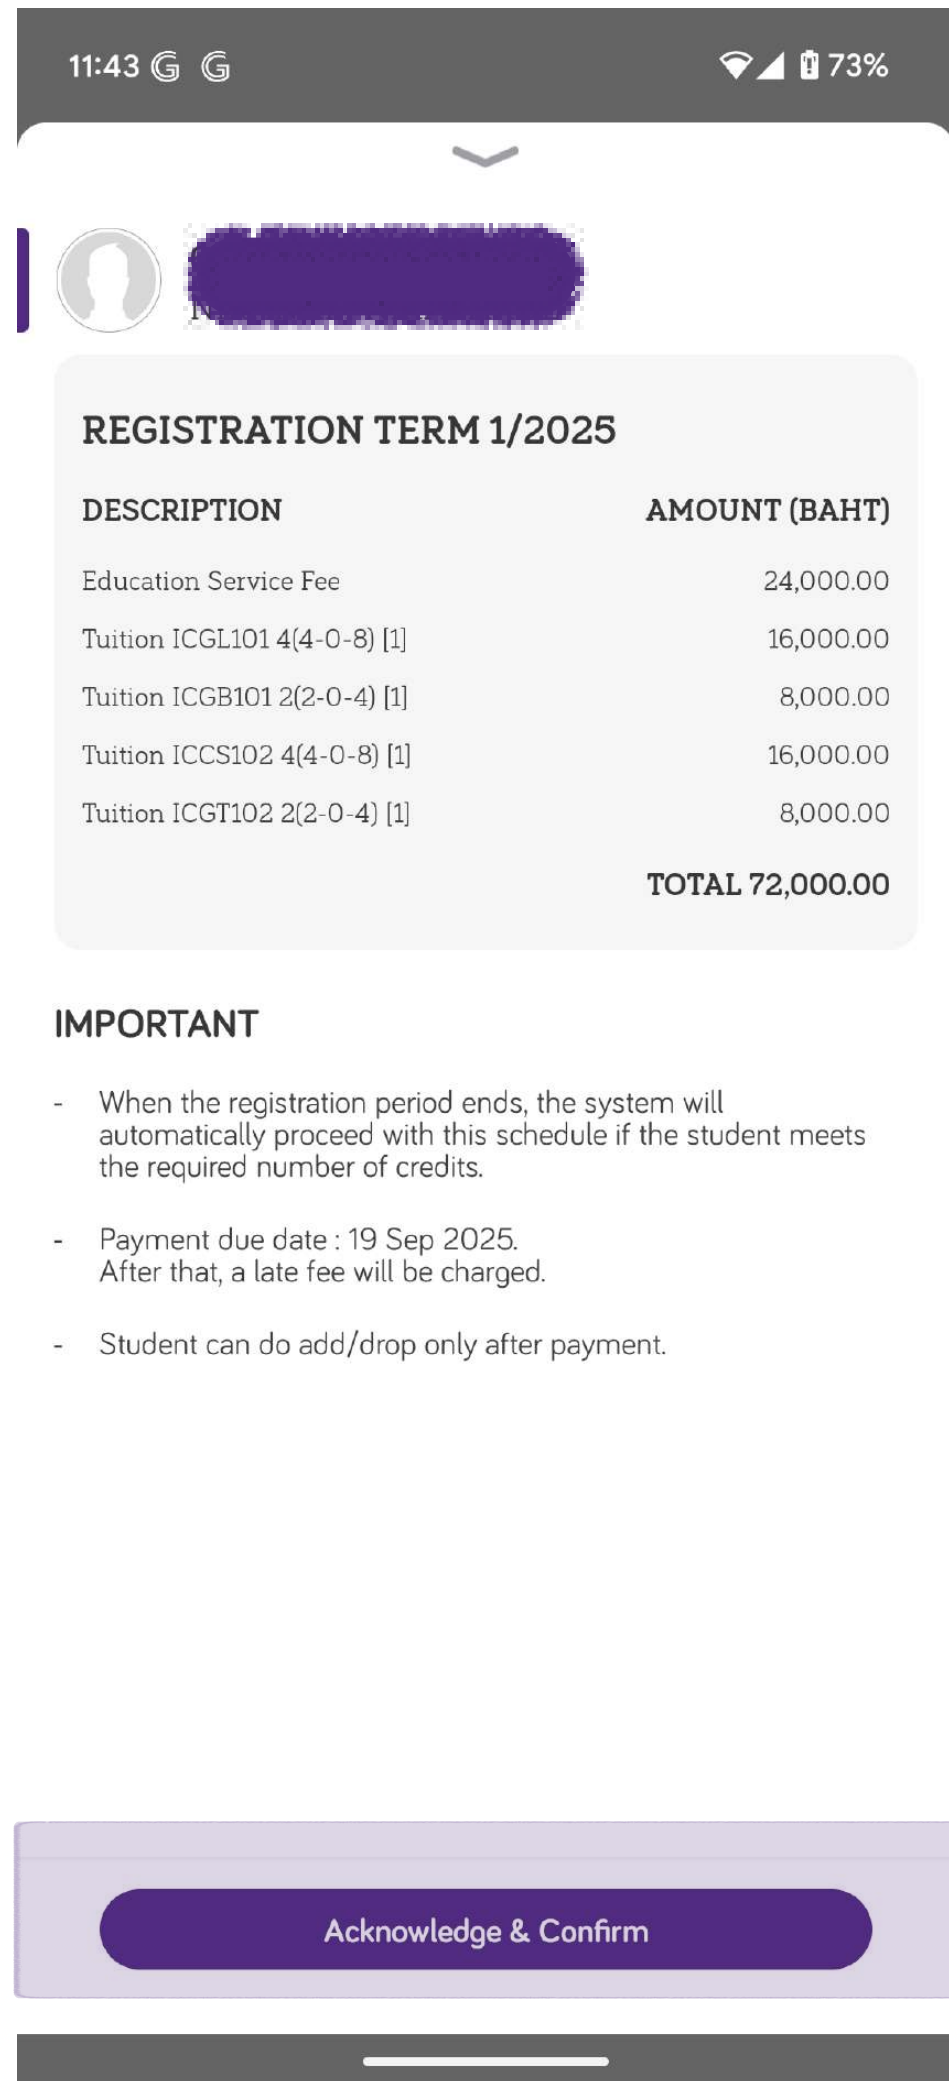 11:43 G G 73%
REGISTRATION TERM 1/2025
DESCRIPTION AMOUNT (BAHT)
Education Service Fee 24,000.00
Tuition ICGL101 4(4-0-8) [1] 16,000.00
Tuition ICGB101 2(2-0-4) [1] 8,000.00
Tuition ICCS102 4(4-0-8) [1] 16,000.00
Tuition ICGT102 2(2-0-4) [1] 8,000.00
TOTAL 72,000.00
IMPORTANT
- When the registration period ends, the system will
automatically proceed with this schedule if the student meets
the required number of credits.
- Payment due date : 19 Sep 2025.
After that, a late fee will be charged.
- Student can do add/drop only after payment.
Acknowledge & Confirm